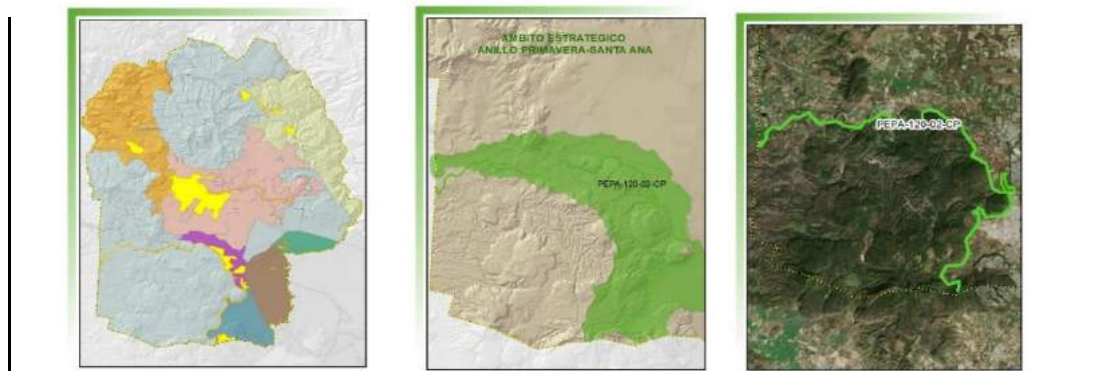 AMBITO ESTRATEGICO
ANILLO PRIMAVERA-SANTA ANA
PEPA-120-02-CP
PEPA-120-02-CP